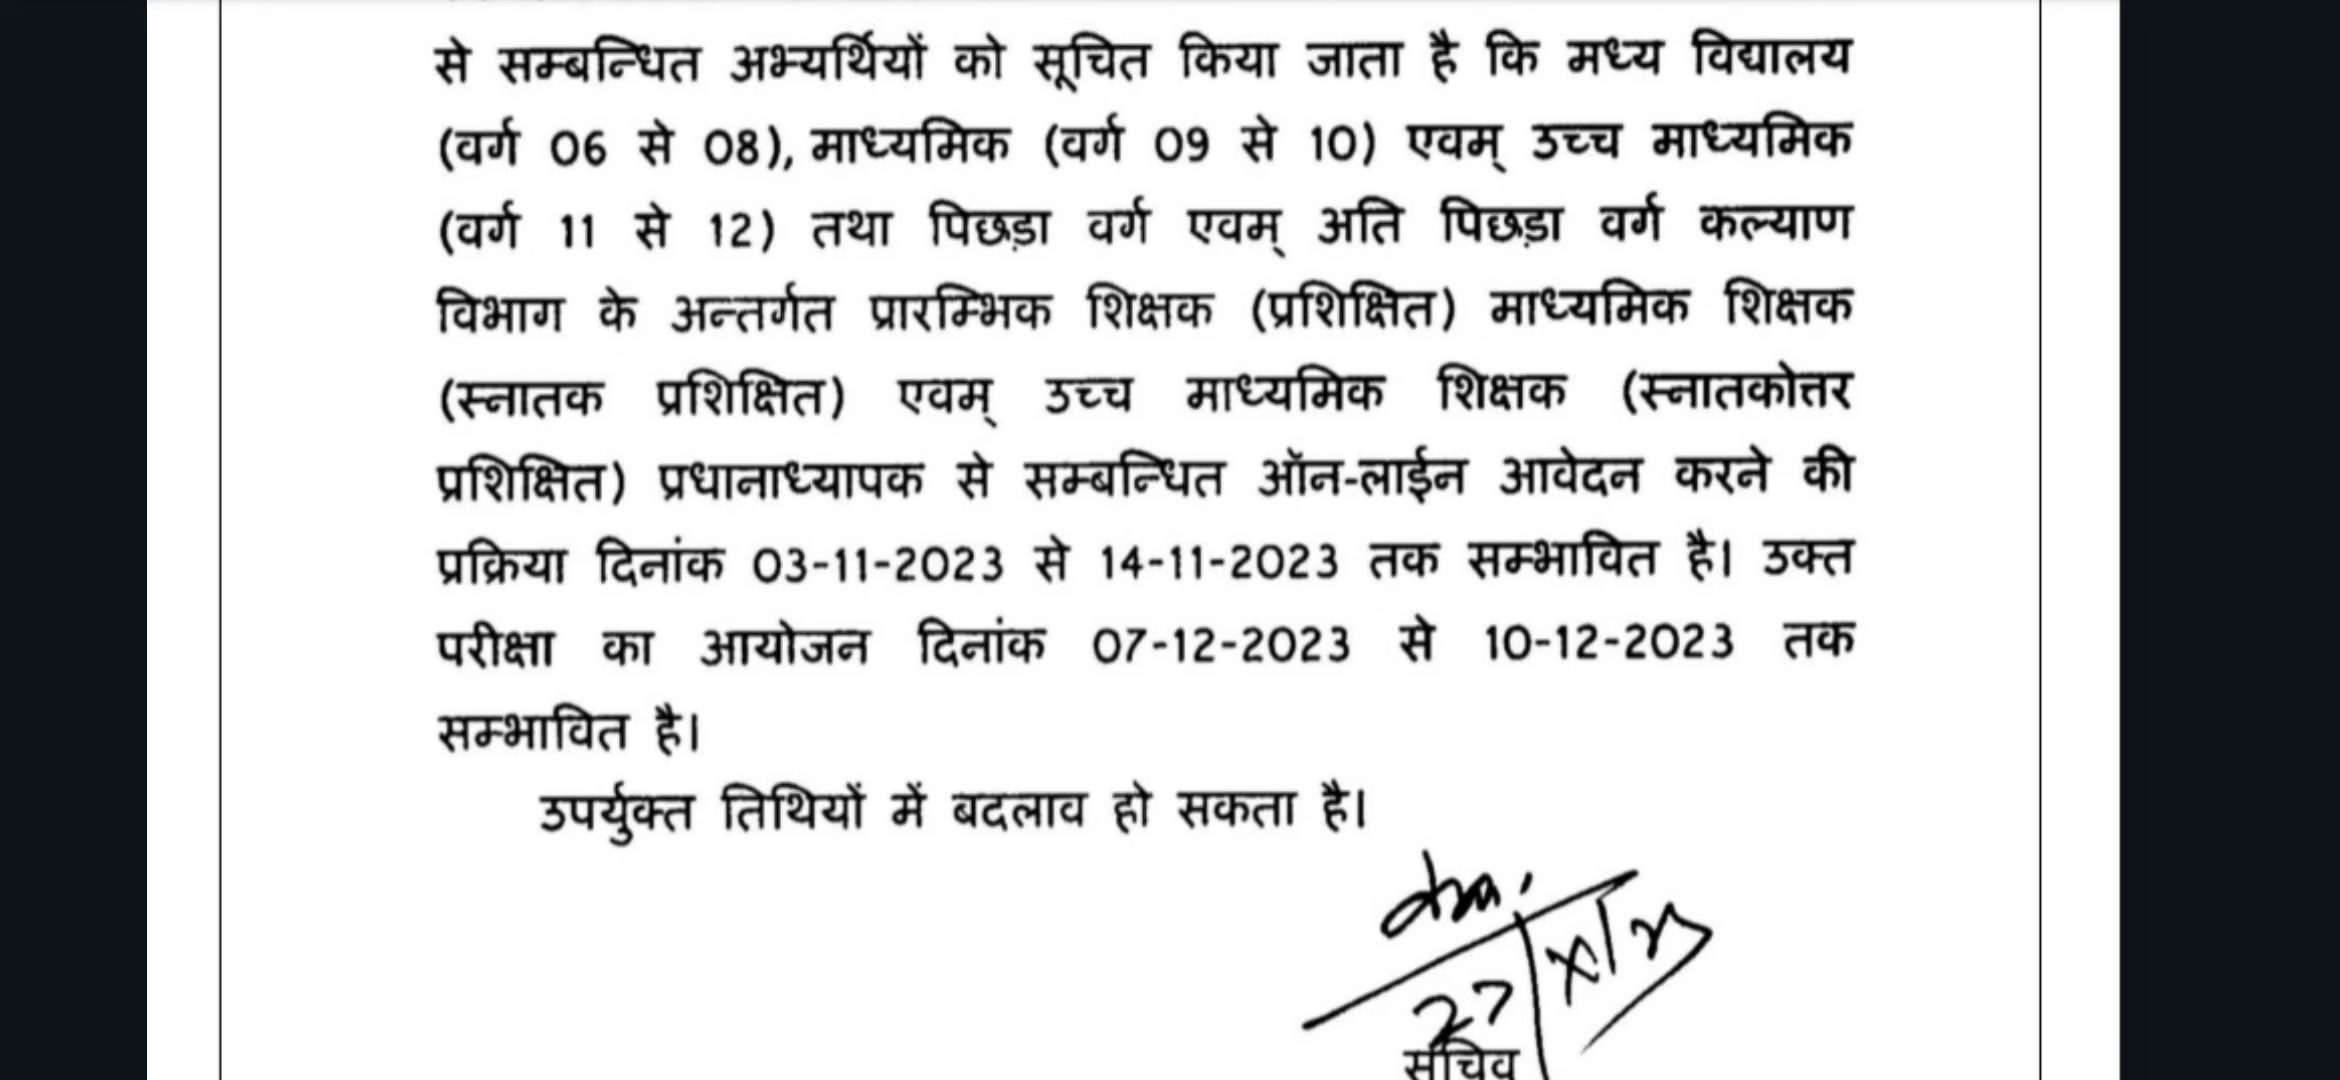 से सम्बन्धित अभ्यर्थियों को सूचित किया जाता है कि मध्य विद्यालय
(वर्ग 06 से 08), माध्यमिक (वर्ग 09 से 10) एवम् उच्च माध्यमिक
(वर्ग 11 से 12) तथा पिछड़ा वर्ग एवम् अति पिछड़ा वर्ग कल्याण
विभाग के अन्तर्गत प्रारम्भिक शिक्षक (प्रशिक्षित) माध्यमिक शिक्षक
(स्नातक प्रशिक्षित) एवम् उच्च माध्यमिक शिक्षक (स्नातकोत्तर
प्रशिक्षित) प्रधानाध्यापक से सम्बन्धित ऑन-लाईन आवेदन करने की
प्रक्रिया दिनांक 03-11-2023 से 14-11-2023 तक सम्भावित है। उक्त
परीक्षा का आयोजन दिनांक 07-12-2023 से 10-12-2023 तक
सम्भावित है।
उपर्युक्त तिथियों में बदलाव हो सकता है।
27/X/23
सचिव